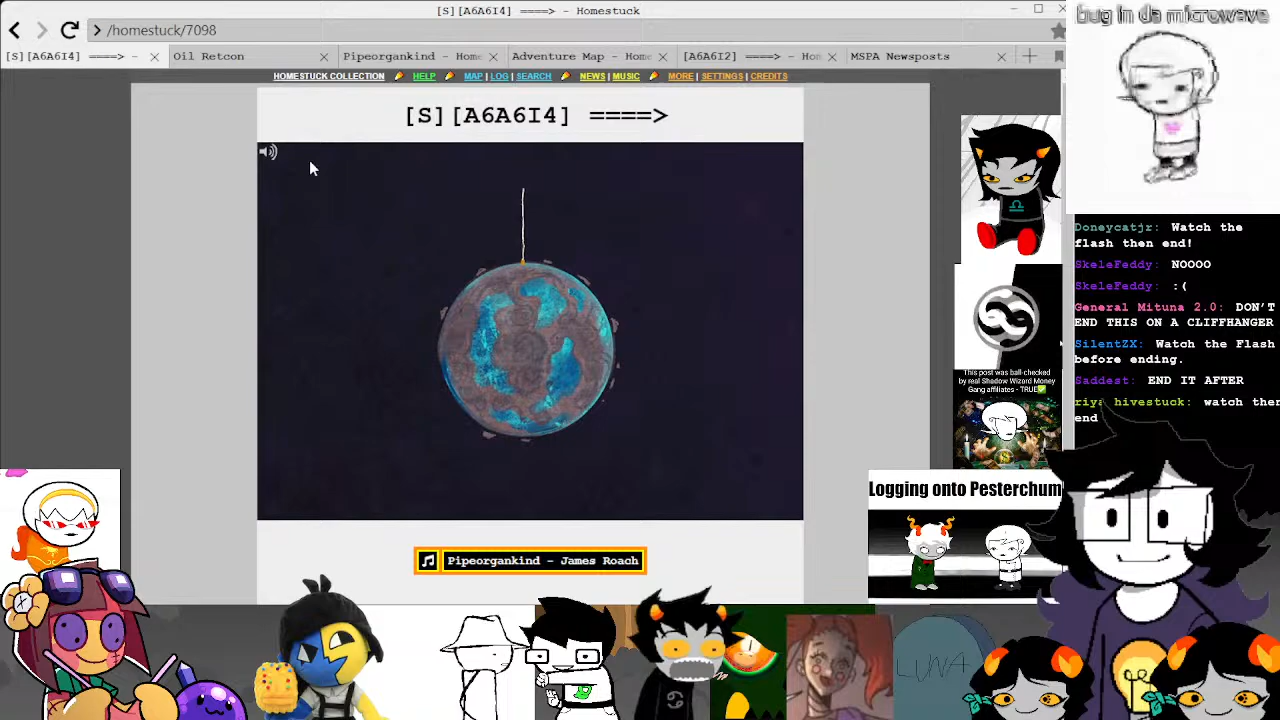 [S][A6A6I4] ====> - Homestuck
/homestuck/7098
[S][A6A6I4] ====> -
Oil Retcon
Pipeorgankind - Home
Adventure Map - Home
[A6A6I2] ====> - Hon
MSPA Newsposts
HOMESTUCK COLLECTION HELP MAP | LOG | SEARCH NEWS | MUSIC MORE | SETTINGS | CREDITS
[S][A6A6I4] ====>
Pipeorgankind - James Roach
bug in da microwave
Doneycatjr: Watch the
flash then end!
SkeleFeddy: NOOOO
SkeleFeddy: :(
General Mituna 2.0: DON'T
END THIS ON A CLIFFHANGER
SilentZX: Watch the Flash
before ending.
Saddest: END IT AFTER
riya hivestuck: watch then
end
This post was ball-checked
by real Shadow Wizard Money
Gang affiliates - TRUE✅
Logging onto Pesterchum
LUNA